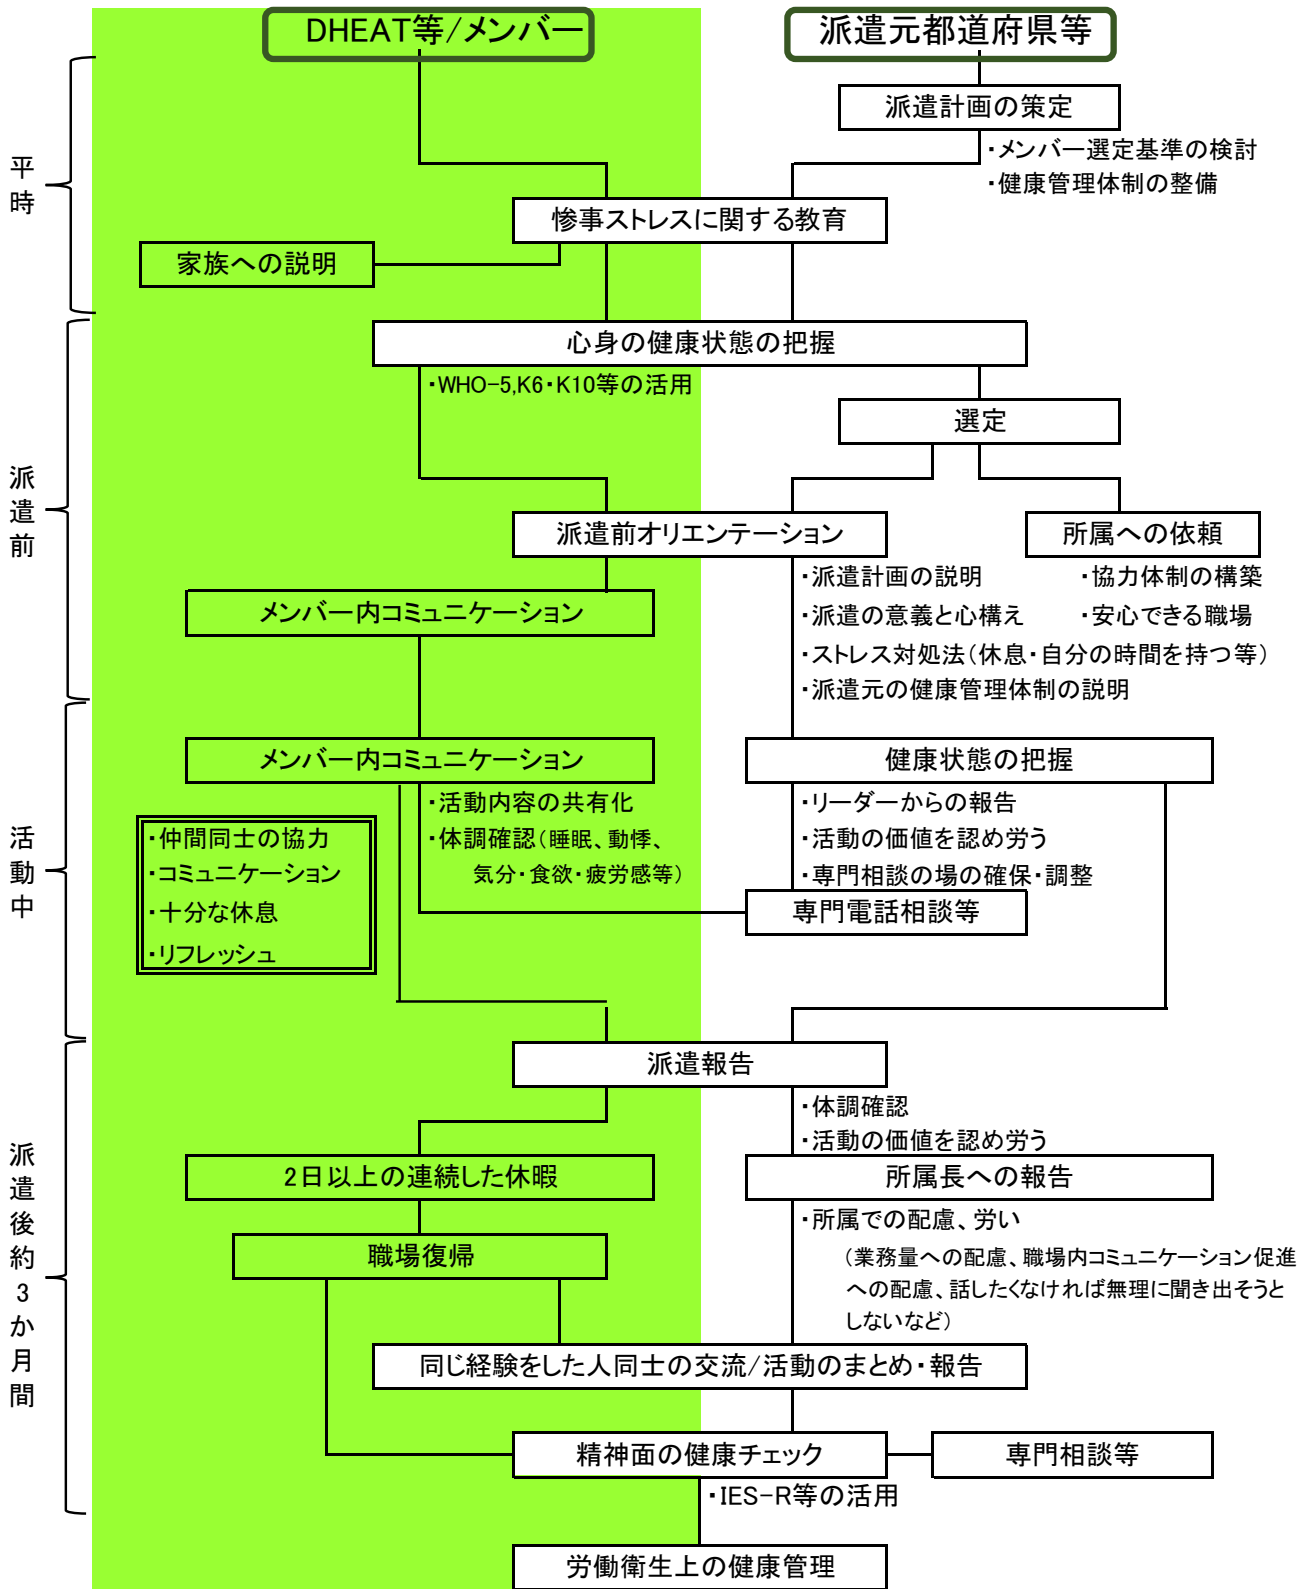 DHEAT等/メンバー
派遣元都道府県等
平時
派遣計画の策定
・メンバー選定基準の検討
・健康管理体制の整備
惨事ストレスに関する教育
家族への説明
派遣前
心身の健康状態の把握
・WHO-5,K6・K10等の活用
選定
派遣前オリエンテーション
所属への依頼
・派遣計画の説明
・派遣の意義と心構え
・ストレス対処法(休息・自分の時間を持つ等)
・派遣元の健康管理体制の説明
・協力体制の構築
・安心できる職場
メンバー内コミュニケーション
活動中
メンバー内コミュニケーション
・活動内容の共有化
・体調確認(睡眠、動悸、
気分・食欲・疲労感等)
・仲間同士の協力
・コミュニケーション
・十分な休息
・リフレッシュ
健康状態の把握
・リーダーからの報告
・活動の価値を認め労う
・専門相談の場の確保・調整
専門電話相談等
派遣後約3か月間
派遣報告
・体調確認
・活動の価値を認め労う
2日以上の連続した休暇
所属長への報告
・所属での配慮、労い
(業務量への配慮、職場内コミュニケーション促進
への配慮、話したくなければ無理に聞き出そうと
しないなど)
職場復帰
同じ経験をした人同士の交流/活動のまとめ・報告
精神面の健康チェック
専門相談等
・IES-R等の活用
労働衛生上の健康管理